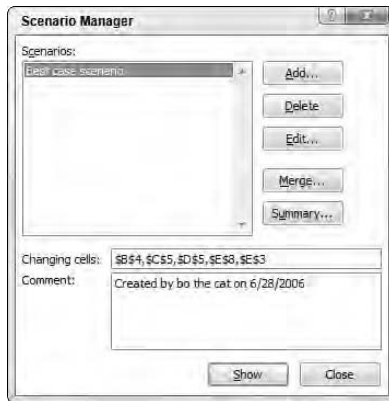 Scenario Manager
Scenarios:
Best case scenario
Add...
Delete
Edit...
Merge...
Summary...
Changing cells: $B$4,$C$5,$D$5,$E$8,$E$3
Comment: Created by bo the cat on 6/28/2006
Show Close